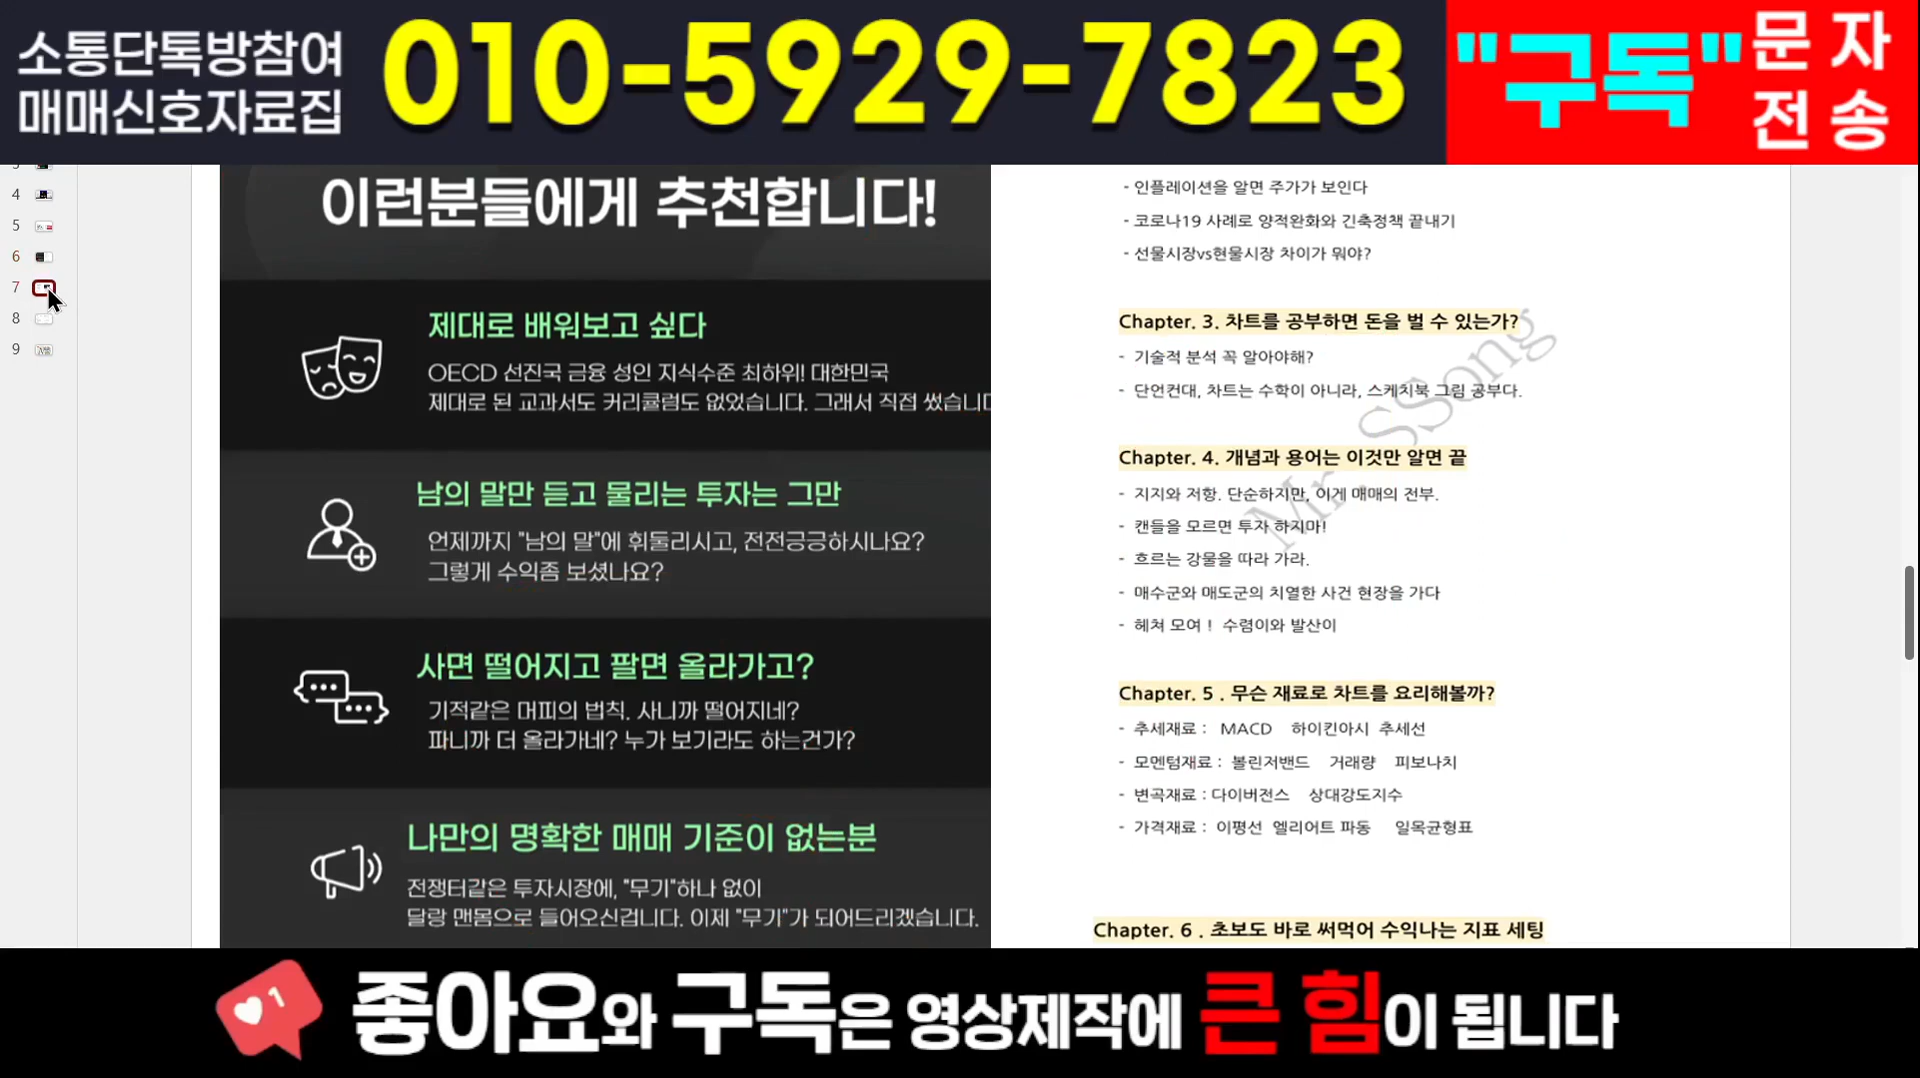 소통단톡방참여
매매신호자료집
010-5929-7823
"구독"
문자
전송
4
5
6
7
8
9
이런분들에게 추천합니다!
제대로 배워보고 싶다
OECD 선진국 금융 성인 지식수준 최하위! 대한민국
제대로 된 교과서도 커리큘럼도 없었습니다. 그래서 직접 썼습니다
남의 말만 듣고 물리는 투자는 그만
언제까지 "남의 말"에 휘둘리시고, 전전긍긍하시나요?
그렇게 수익좀 보셨나요?
사면 떨어지고 팔면 올라가고?
기적같은 머피의 법칙. 사니까 떨어지네?
파니까 더 올라가네? 누가 보기라도 하는건가?
나만의 명확한 매매 기준이 없는분
전쟁터같은 투자시장에, "무기"하나 없이
달랑 맨몸으로 들어오신겁니다. 이제 "무기"가 되어드리겠습니다.
- 인플레이션을 알면 주가가 보인다
- 코로나19 사례로 양적완화와 긴축정책 끝내기
- 선물시장vs현물시장 차이가 뭐야?
Chapter. 3. 차트를 공부하면 돈을 벌 수 있는가?
- 기술적 분석 꼭 알아야해?
- 단언컨대, 차트는 수학이 아니라, 스케치북 그림 공부다.
Chapter. 4. 개념과 용어는 이것만 알면 끝
- 지지와 저항. 단순하지만, 이게 매매의 전부.
- 캔들을 모르면 투자 하지마!
- 흐르는 강물을 따라 가라.
- 매수군와 매도군의 치열한 사건 현장을 가다
- 헤쳐 모여 ! 수렴이와 발산이
Chapter. 5 . 무슨 재료로 차트를 요리해볼까?
- 추세재료 : MACD 하이킨아시 추세선
- 모멘텀재료 : 볼린저밴드 거래량 피보나치
- 변곡재료 : 다이버전스 상대강도지수
- 가격재료 : 이평선 엘리어트 파동 일목균형표
Chapter. 6 . 초보도 바로 써먹어 수익나는 지표 세팅
Mr. SSong
1
좋아요와 구독은 영상제작에 큰 힘이 됩니다